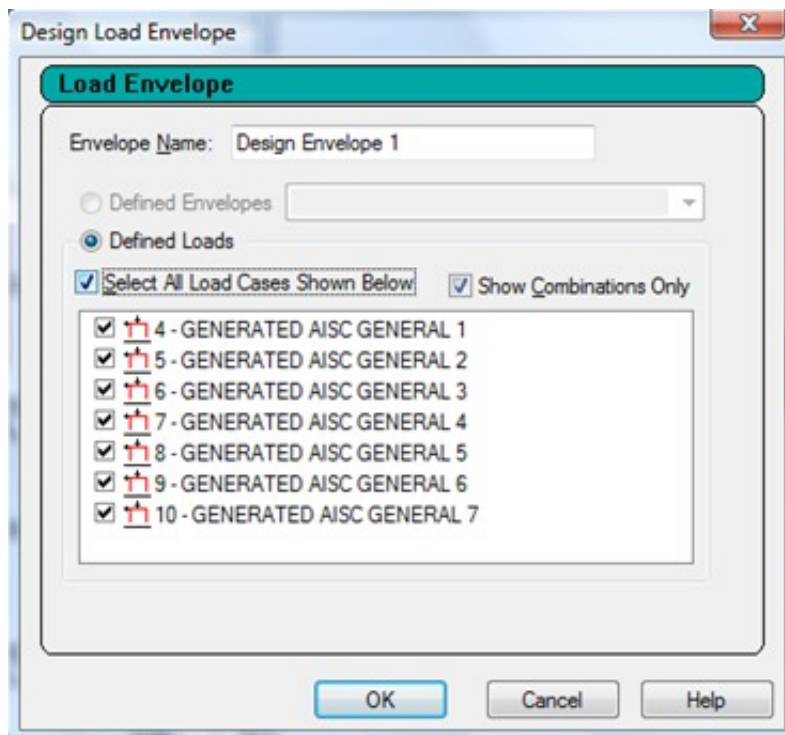 Design Load Envelope
Load Envelope
Envelope Name: Design Envelope 1
Defined Envelopes
Defined Loads
Select All Load Cases Shown Below Show Combinations Only
4 - GENERATED AISC GENERAL 1
5 - GENERATED AISC GENERAL 2
6 - GENERATED AISC GENERAL 3
7 - GENERATED AISC GENERAL 4
8 - GENERATED AISC GENERAL 5
9 - GENERATED AISC GENERAL 6
10 - GENERATED AISC GENERAL 7
OK Cancel Help